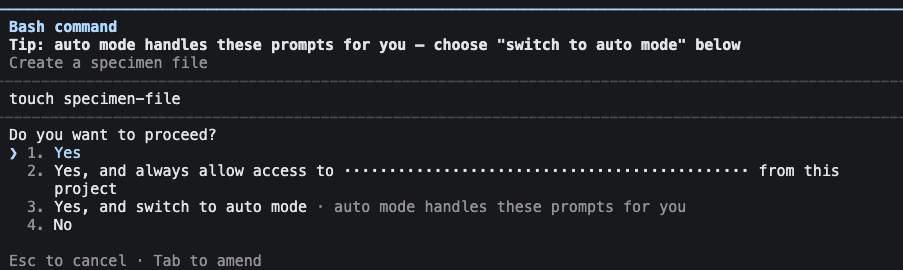 Bash command
Tip: auto mode handles these prompts for you — choose "switch to auto mode" below
Create a specimen file
touch specimen-file
Do you want to proceed?
❯ 1. Yes
2. Yes, and always allow access to ············································· from this
project
3. Yes, and switch to auto mode · auto mode handles these prompts for you
4. No
Esc to cancel · Tab to amend